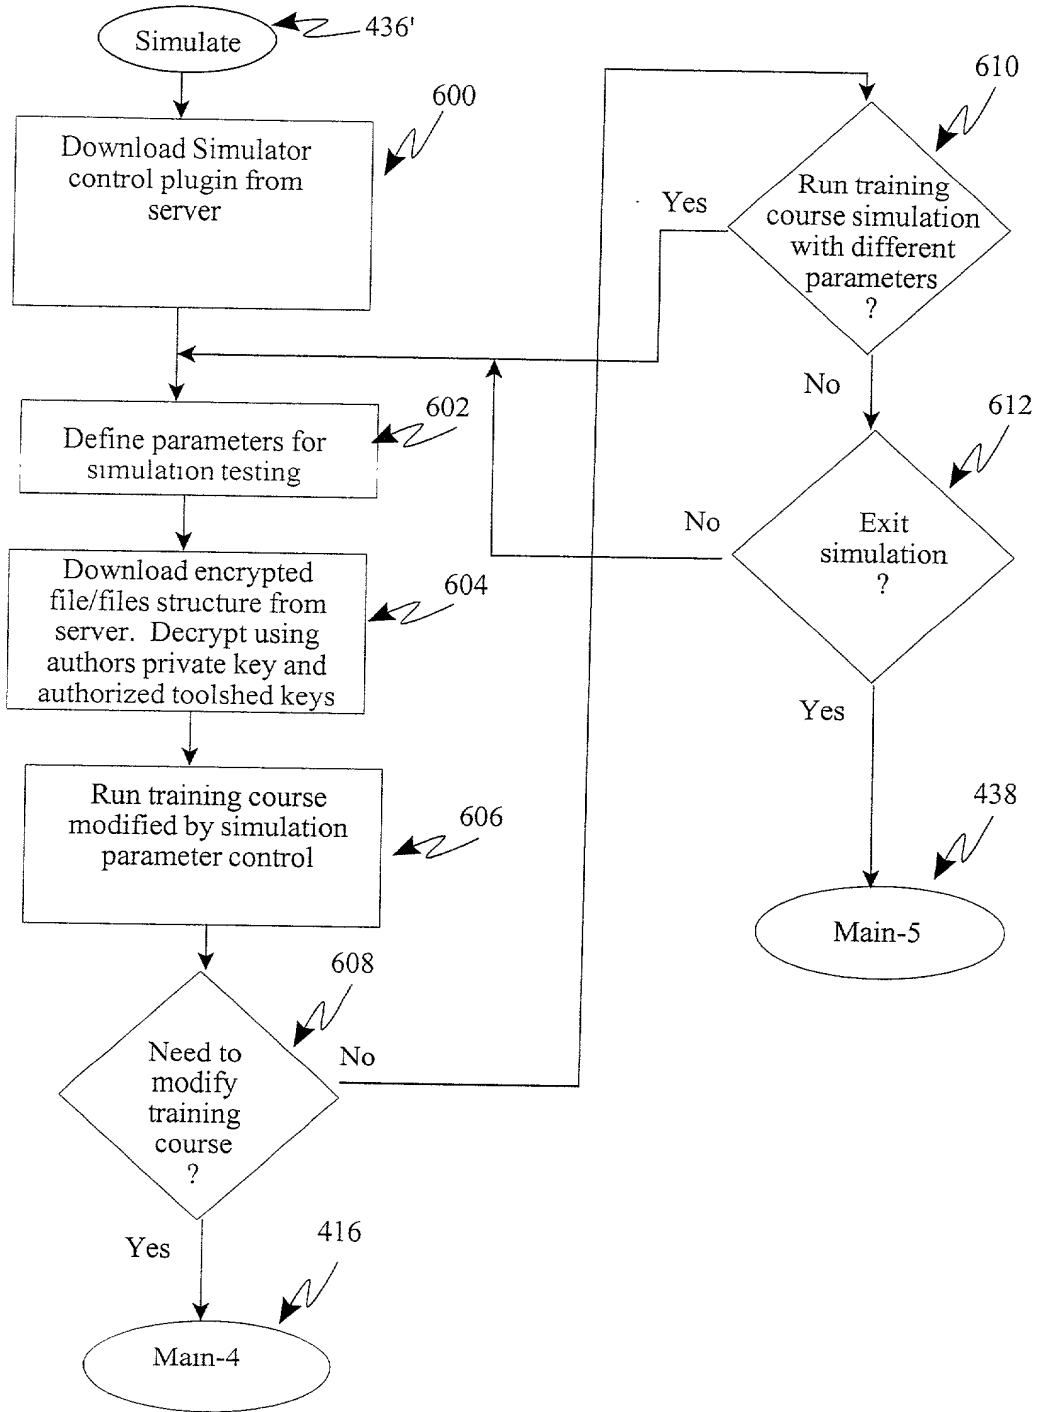 Simulate
436'
600
Download Simulator
control plugin from
server
602
Define parameters for
simulation testing
604
Download encrypted
file/files structure from
server. Decrypt using
authors private key and
authorized toolshed keys
606
Run training course
modified by simulation
parameter control
608
Need to
modify
training
course
?
No
Yes
416
Main-4
610
Run training
course simulation
with different
parameters
?
Yes
No
612
Exit
simulation
?
No
Yes
438
Main-5